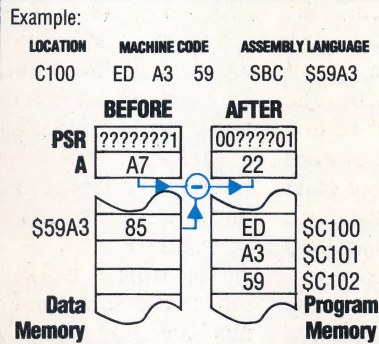 Example:
LOCATION MACHINE CODE ASSEMBLY LANGUAGE
C100 ED A3 59 SBC $59A3
BEFORE AFTER
PSR ???????1 00????01
A A7 22
−
$59A3 85 ED $C100
A3 $C101
59 $C102
Data Program
Memory Memory